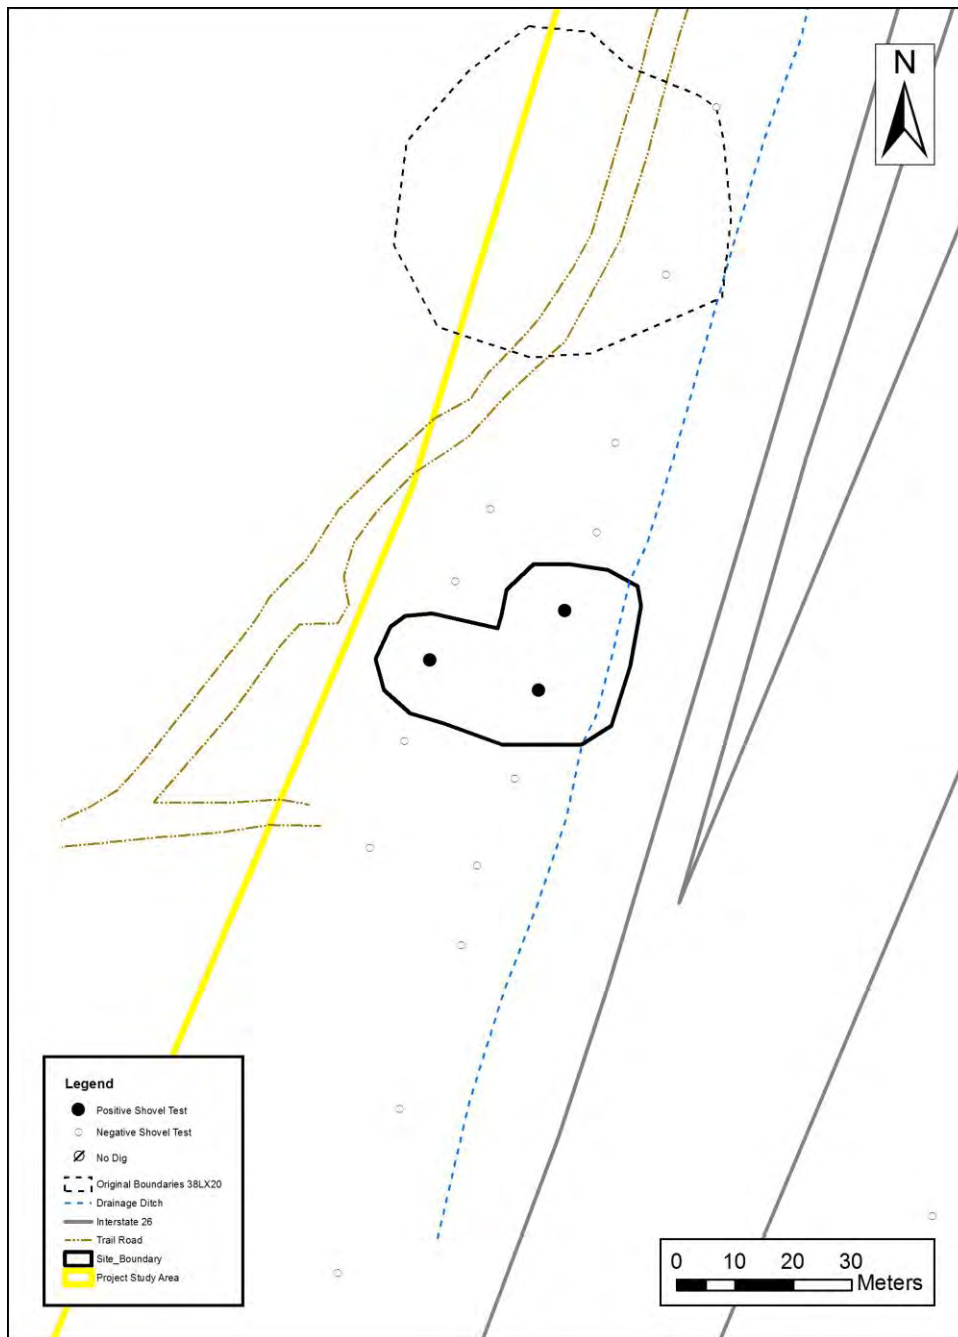 N
Legend
Positive Shovel Test
Negative Shovel Test
No Dig
Original Boundaries 38LX20
Drainage Ditch
Interstate 26
Trail Road
Site_Boundary
Project Study Area
0 10 20 30
Meters